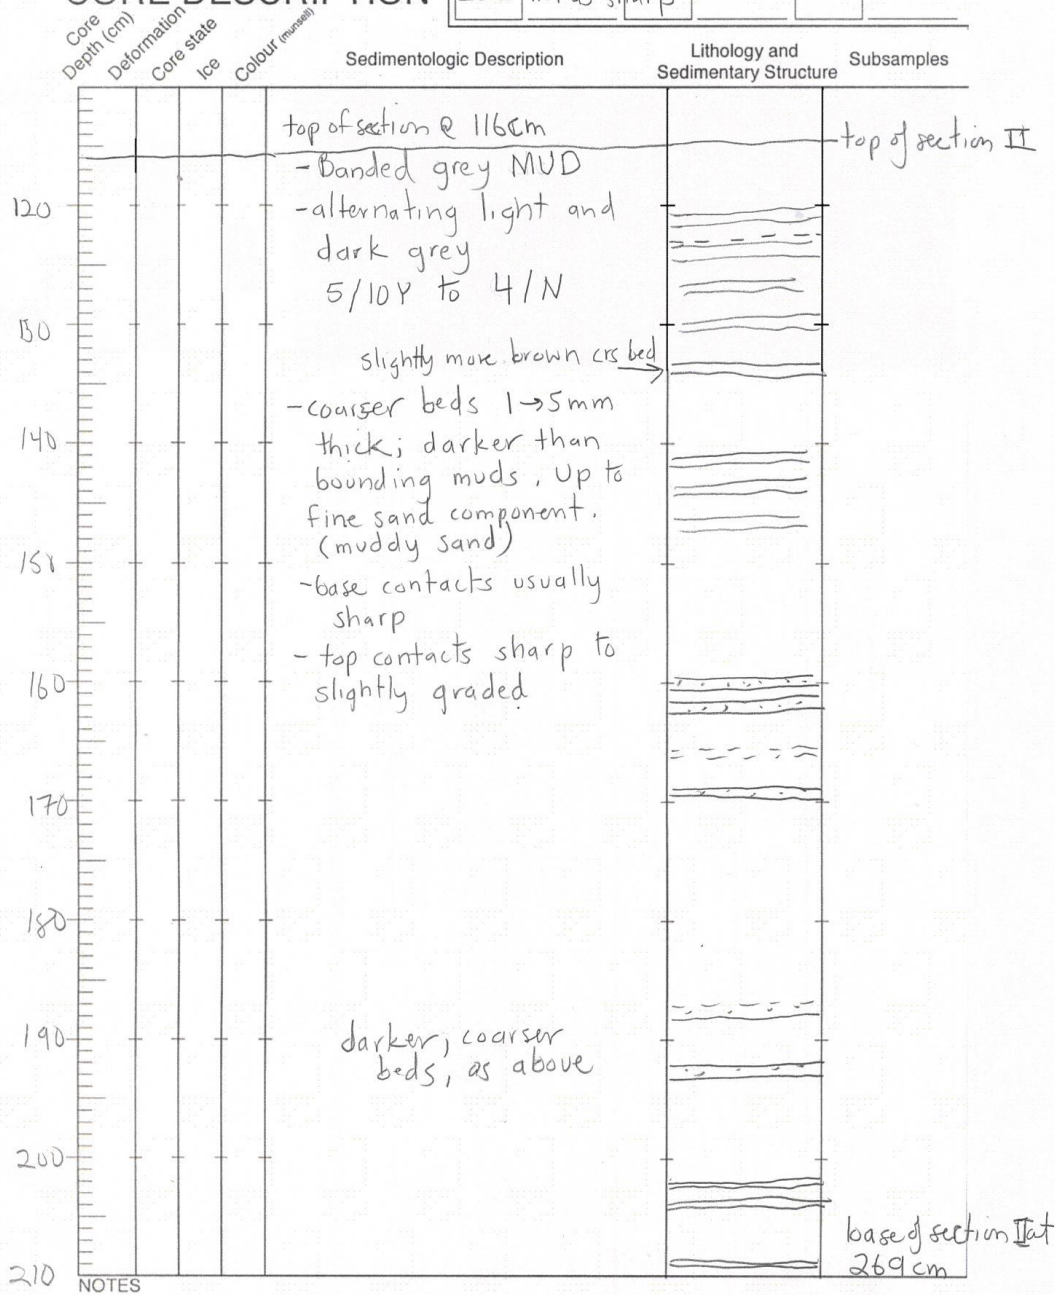 CORE DESCRIPTION
sharp
Core
Depth (cm)
Deformation
Core state
Ice
Colour (munsell)
Sedimentologic Description
Lithology and
Sedimentary Structure
Subsamples
top of section @ 116cm
top of section II
- Banded grey MUD
120
- alternating light and
dark grey
5/10Y to 4/N
130
slightly more brown crs bed
- coarser beds 1→5mm
140
thick; darker than
bounding muds. Up to
fine sand component.
(muddy sand)
150
- base contacts usually
sharp
- top contacts sharp to
160
slightly graded
170
180
190
darker, coarser
beds, as above
200
base of section II at
269 cm
210
NOTES